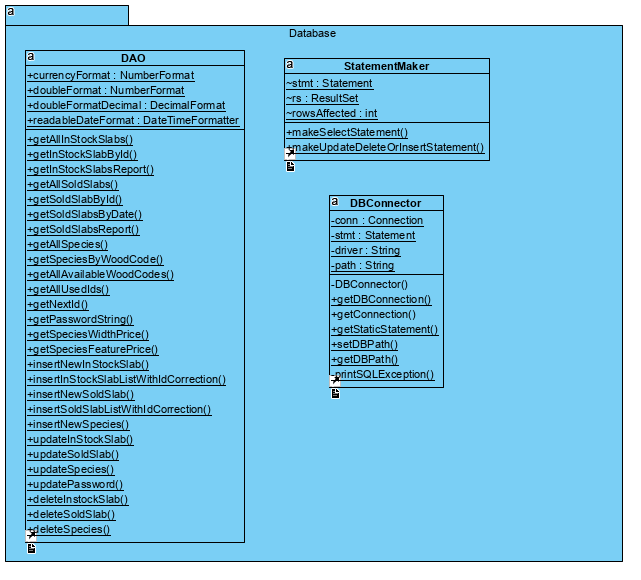 a
Database
a
DAO
+currencyFormat : NumberFormat
+doubleFormat : NumberFormat
+doubleFormatDecimal : DecimalFormat
+readableDateFormat : DateTimeFormatter
+getAllInStockSlabs()
+getInStockSlabById()
+getInStockSlabsReport()
+getAllSoldSlabs()
+getSoldSlabById()
+getSoldSlabsByDate()
+getSoldSlabsReport()
+getAllSpecies()
+getSpeciesByWoodCode()
+getAllAvailableWoodCodes()
+getAllUsedIds()
+getNextId()
+getPasswordString()
+getSpeciesWidthPrice()
+getSpeciesFeaturePrice()
+insertNewInStockSlab()
+insertInStockSlabListWithIdCorrection()
+insertNewSoldSlab()
+insertSoldSlabListWithIdCorrection()
+insertNewSpecies()
+updateInStockSlab()
+updateSoldSlab()
+updateSpecies()
+updatePassword()
+deleteInstockSlab()
+deleteSoldSlab()
+deleteSpecies()
a
StatementMaker
~stmt : Statement
~rs : ResultSet
~rowsAffected : int
+makeSelectStatement()
+makeUpdateDeleteOrInsertStatement()
a
DBConnector
-conn : Connection
-stmt : Statement
-driver : String
-path : String
-DBConnector()
+getDBConnection()
+getConnection()
+getStaticStatement()
+setDBPath()
+getDBPath()
-printSQLException()